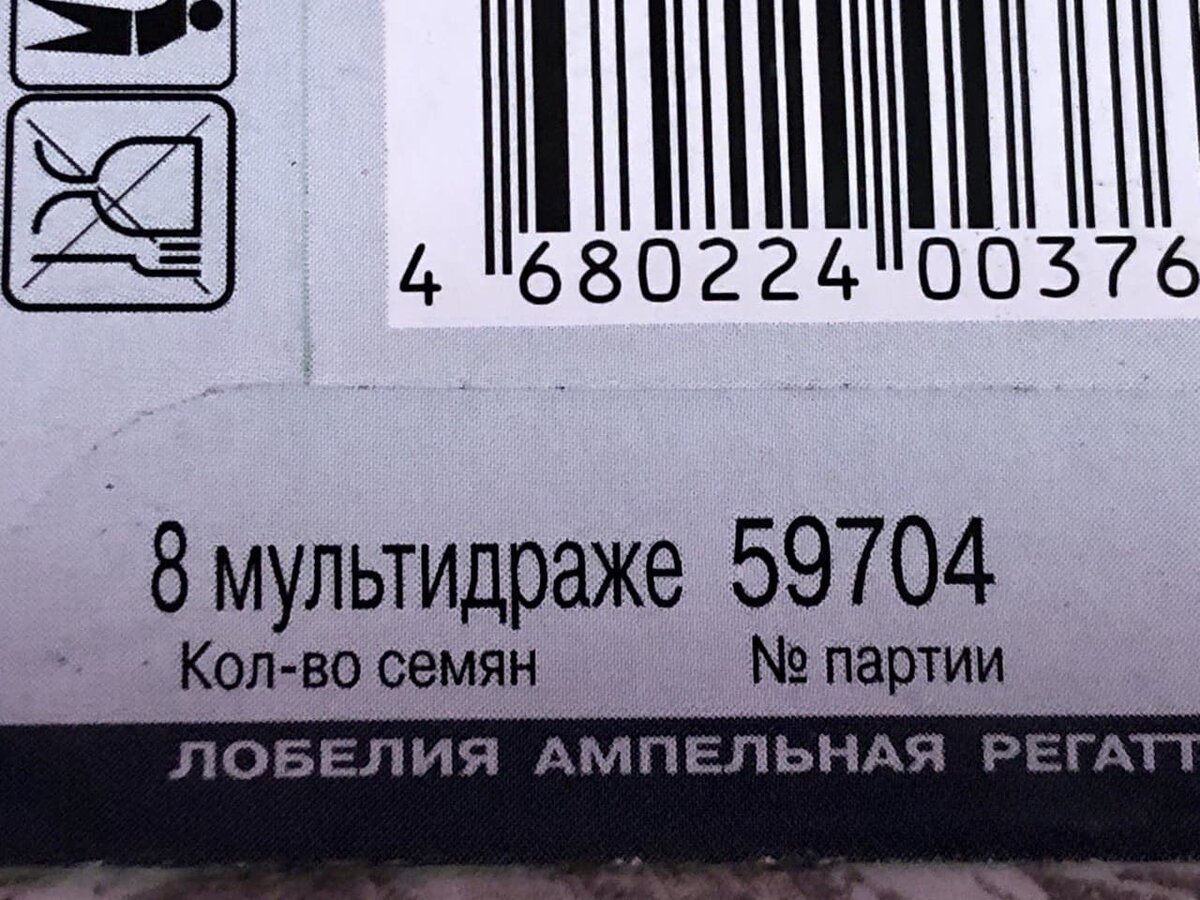 4 680224 00376
8 мультидраже 59704
Кол-во семян № партии
ЛОБЕЛИЯ АМПЕЛЬНАЯ